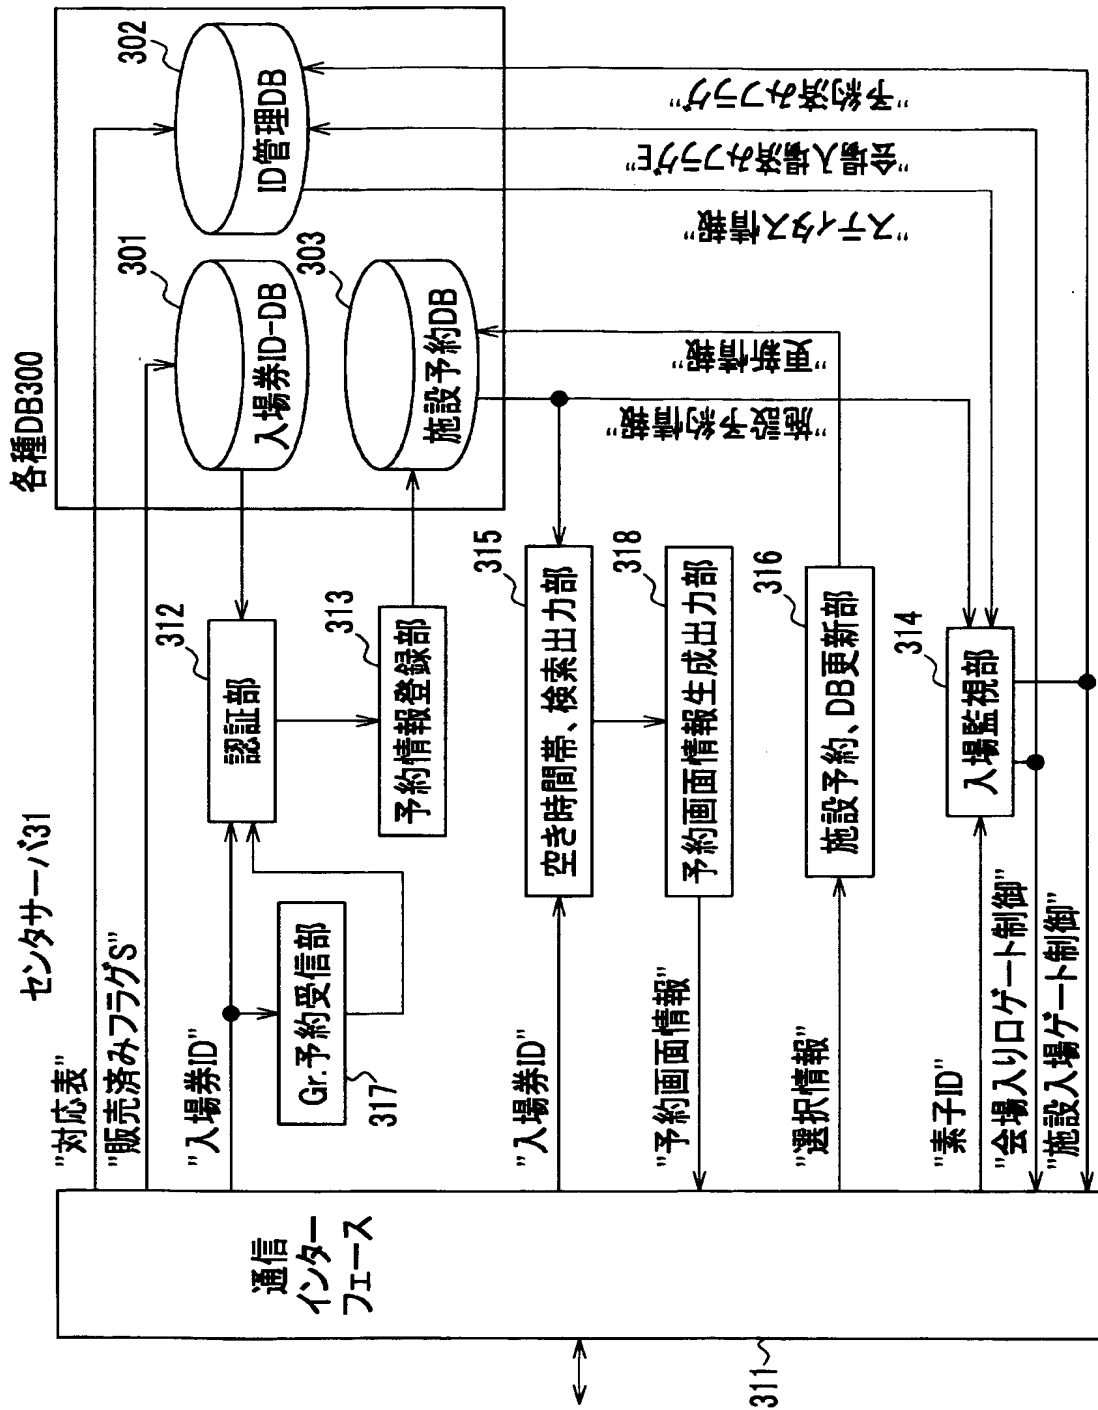 センタサーバ31
各種DB300
"対応表"
"販売済みフラグS"
"入場券ID"
Gr.予約受信部
317
認証部
312
予約情報登録部
313
入場券ID-DB
301
ID管理DB
302
施設予約DB
303
"入場券ID"
空き時間帯、検索出力部
315
"予約画面情報"
予約画面情報生成出力部
318
"選択情報"
施設予約、DB更新部
316
"素子ID"
"会場入り口ゲート制御"
"施設入場ゲート制御"
入場監視部
314
"施設予約情報"
"更新情報"
"スティタス情報"
"会場入場済みフラグE"
"予約済みフラグ"
通信
インター
フェース
311